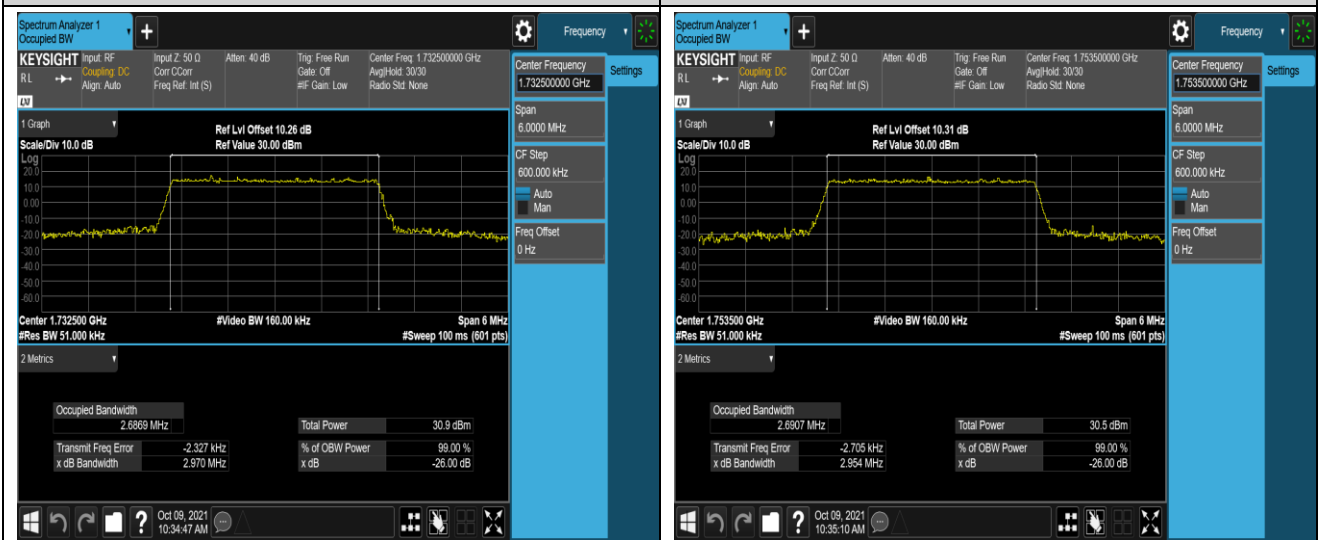 Spectrum Analyzer 1
Occupied BW
+
Frequency
KEYSIGHT
Input: RF
Coupling: DC
Align: Auto
Input Z: 50 Ω
Corr CCorr
Freq Ref: Int (S)
Atten: 40 dB
Trig: Free Run
Gate: Off
#IF Gain: Low
Center Freq: 1.732500000 GHz
Avg|Hold: 30/30
Radio Std: None
RL
LXI
Center Frequency
1.732500000 GHz
Settings
Span
6.0000 MHz
CF Step
600.000 kHz
Auto
Man
Freq Offset
0 Hz
1 Graph
Ref Lvl Offset 10.26 dB
Scale/Div 10.0 dB
Ref Value 30.00 dBm
Log
20.0
10.0
0.00
-10.0
-20.0
-30.0
-40.0
-50.0
-60.0
Center 1.732500 GHz
#Video BW 160.00 kHz
Span 6 MHz
#Res BW 51.000 kHz
#Sweep 100 ms (601 pts)
2 Metrics
Occupied Bandwidth
2.6869 MHz
Total Power 30.9 dBm
Transmit Freq Error -2.327 kHz
% of OBW Power 99.00 %
x dB Bandwidth 2.970 MHz
x dB -26.00 dB
?
Oct 09, 2021
10:34:47 AM
Spectrum Analyzer 1
Occupied BW
+
Frequency
KEYSIGHT
Input: RF
Coupling: DC
Align: Auto
Input Z: 50 Ω
Corr CCorr
Freq Ref: Int (S)
Atten: 40 dB
Trig: Free Run
Gate: Off
#IF Gain: Low
Center Freq: 1.753500000 GHz
Avg|Hold: 30/30
Radio Std: None
RL
LXI
Center Frequency
1.753500000 GHz
Settings
Span
6.0000 MHz
CF Step
600.000 kHz
Auto
Man
Freq Offset
0 Hz
1 Graph
Ref Lvl Offset 10.31 dB
Scale/Div 10.0 dB
Ref Value 30.00 dBm
Log
20.0
10.0
0.00
-10.0
-20.0
-30.0
-40.0
-50.0
-60.0
Center 1.753500 GHz
#Video BW 160.00 kHz
Span 6 MHz
#Res BW 51.000 kHz
#Sweep 100 ms (601 pts)
2 Metrics
Occupied Bandwidth
2.6907 MHz
Total Power 30.5 dBm
Transmit Freq Error -2.705 kHz
% of OBW Power 99.00 %
x dB Bandwidth 2.954 MHz
x dB -26.00 dB
?
Oct 09, 2021
10:35:10 AM